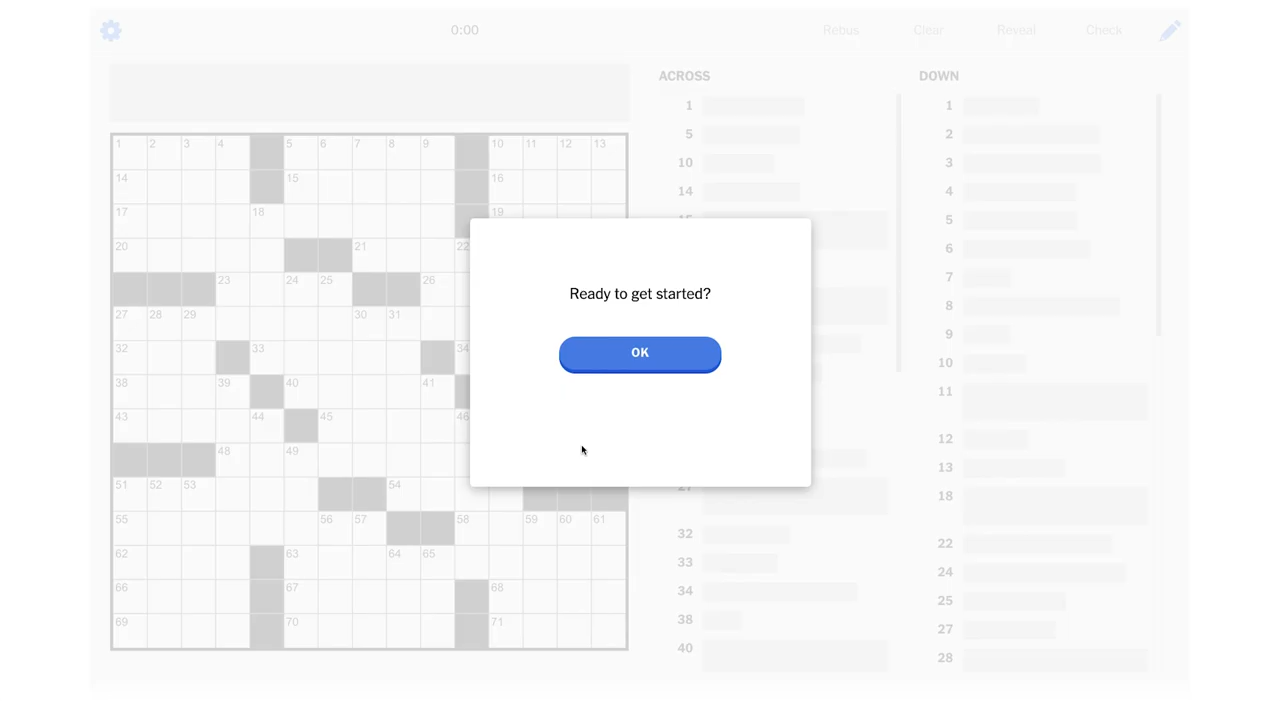 0:00
Rebus Clear Reveal Check
ACROSS DOWN
1 2 3 4 5 6 7 8 9 10 11 12 13
14 15 16
17 18 19
20 21 22
23 24 25 26
27 28 29 30 31
32 33 34
38 39 40 41
43 44 45 46
48 49
51 52 53 54
55 56 57 58 59 60 61
62 63 64 65
66 67 68
69 70 71
Ready to get started?
OK
1
5
10
14
15
27
32
33
34
38
40
1
2
3
4
5
6
7
8
9
10
11
12
13
18
22
24
25
27
28